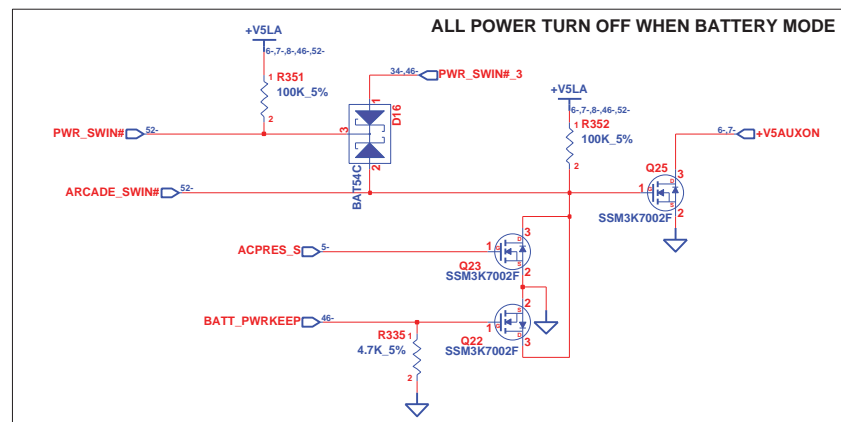 ALL POWER TURN OFF WHEN BATTERY MODE
+V5LA
6-,7-,8-,46-,52-
1
R351
100K_5%
2
34-,46-
PWR_SWIN#_3
1
D16
3
2
BAT54C
PWR_SWIN#
52-
+V5LA
6-,7-,8-,46-,52-
1
R352
100K_5%
2
6-,7-
+V5AUXON
Q25
3
D
1
G
S
2
SSM3K7002F
ARCADE_SWIN#
52-
ACPRES_S
5-
3
D
1
G
S
2
Q23
SSM3K7002F
BATT_PWRKEEP
46-
2
S
1
G
D
3
Q22
SSM3K7002F
1
R335
4.7K_5%
2